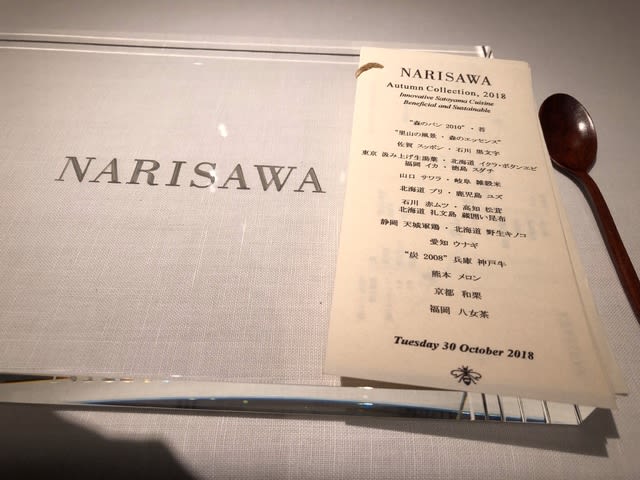 NARISAWA
NARISAWA
Autumn Collection, 2018
Innovative Satoyama Cuisine
Beneficial and Sustainable
"森のパン 2010"・苔
"里山の風景・森のエッセンス"
佐賀 スッポン・石川 黒文字
東京 汲み上げ生湯葉・北海道 イクラ・ボタンエビ
福岡 イカ・徳島 スダチ
山口 サワラ・岐阜 雑穀米
北海道 ブリ・鹿児島 ユズ
石川 赤ムツ・高知 松茸
北海道 礼文島 蔵囲い昆布
静岡 天城軍鶏・北海道 野生キノコ
愛知 ウナギ
"炭 2008" 兵庫 神戸牛
熊本 メロン
京都 和栗
福岡 八女茶
Tuesday 30 October 2018